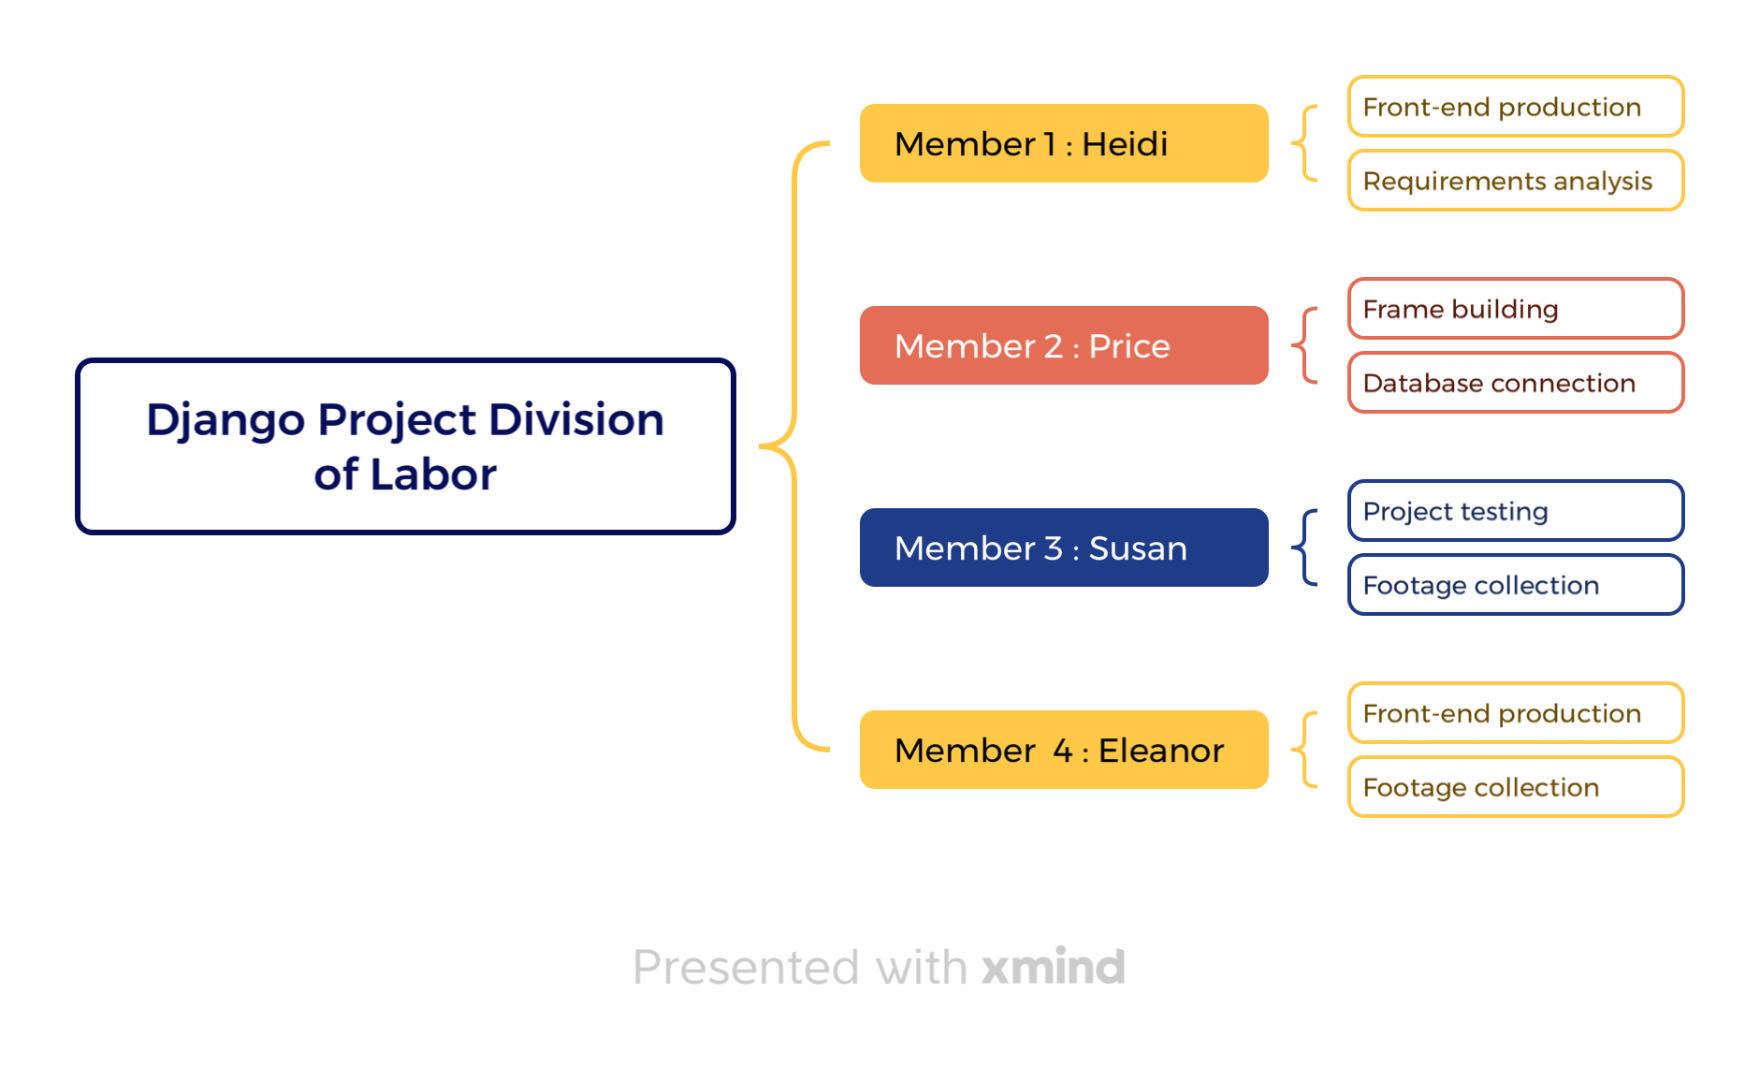 Django Project Division
of Labor
Member 1 : Heidi
Front-end production
Requirements analysis
Member 2 : Price
Frame building
Database connection
Member 3 : Susan
Project testing
Footage collection
Member  4 : Eleanor
Front-end production
Footage collection
Presented with xmind